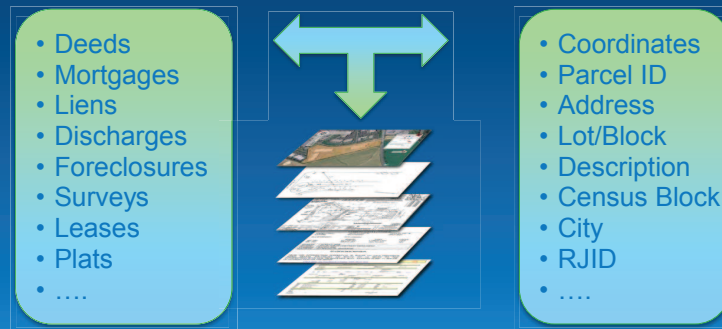 • Deeds
• Mortgages
• Liens
• Discharges
• Foreclosures
• Surveys
• Leases
• Plats
• ....
• Coordinates
• Parcel ID
• Address
• Lot/Block
• Description
• Census Block
• City
• RJID
• ....